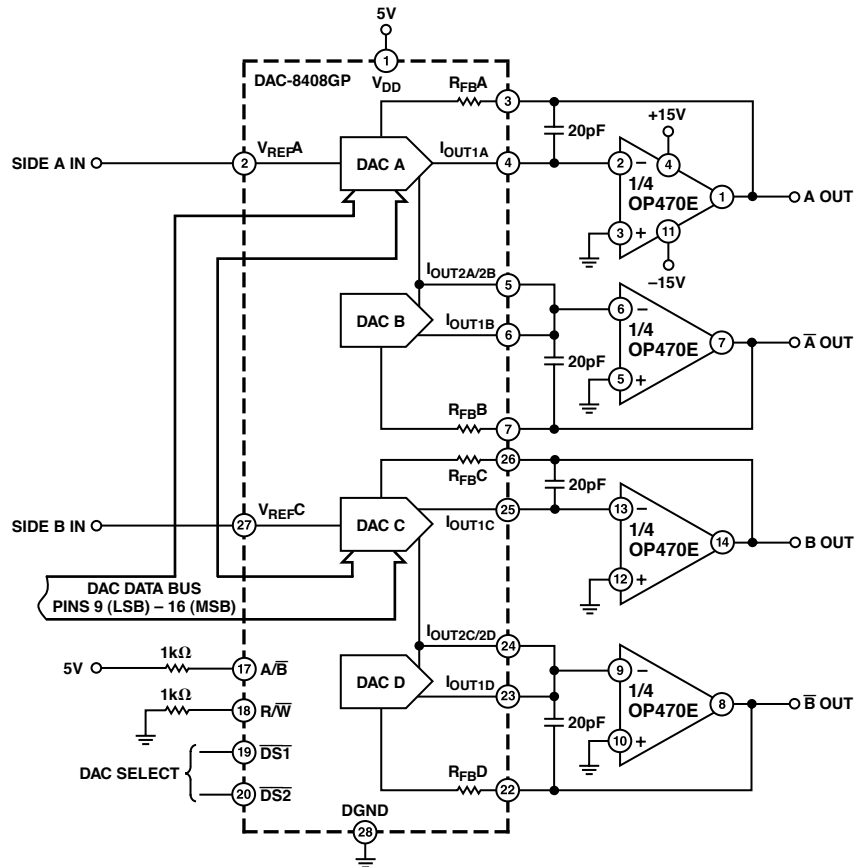 5V
1
DAC-8408GP
VDD
RFBA
3
20pF
+15V
SIDE A IN
2
VREFA
DAC A
IOUT1A
4
2
−
4
1/4
OP470E
1
A OUT
3
+
11
−15V
IOUT2A/2B
5
DAC B
IOUT1B
6
6
−
1/4
OP470E
7
A̅ OUT
20pF
5
+
RFBB
7
26
RFBC
20pF
SIDE B IN
27
VREFC
DAC C
25
IOUT1C
13
−
1/4
OP470E
14
B OUT
12
+
DAC DATA BUS
PINS 9 (LSB) – 16 (MSB)
IOUT2C/2D
24
5V
1kΩ
17
A/B̅
DAC D
IOUT1D
23
9
−
1/4
OP470E
8
B̅ OUT
1kΩ
18
R/W̅
20pF
10
+
DAC SELECT
19
D̅S̅1̅
20
D̅S̅2̅
RFBD
22
DGND
28